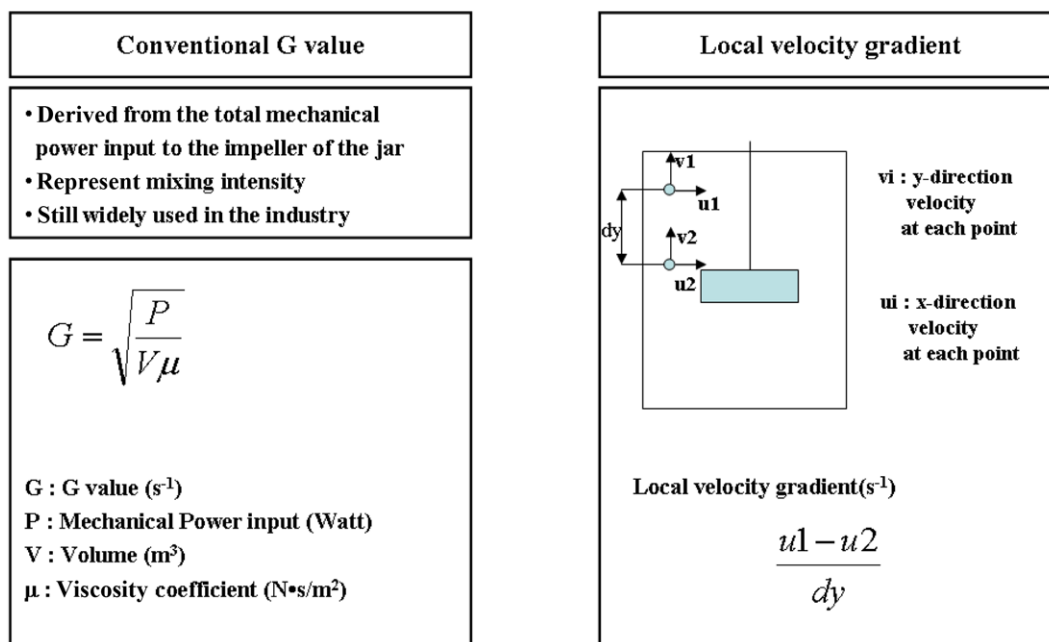 Conventional G value
• Derived from the total mechanical
power input to the impeller of the jar
• Represent mixing intensity
• Still widely used in the industry
G = √(P / Vμ)
G : G value (s⁻¹)
P : Mechanical Power input (Watt)
V : Volume (m³)
μ : Viscosity coefficient (N•s/m²)
Local velocity gradient
v1
u1
dy
v2
u2
vi : y-direction
velocity
at each point
ui : x-direction
velocity
at each point
Local velocity gradient(s⁻¹)
u1 – u2
dy